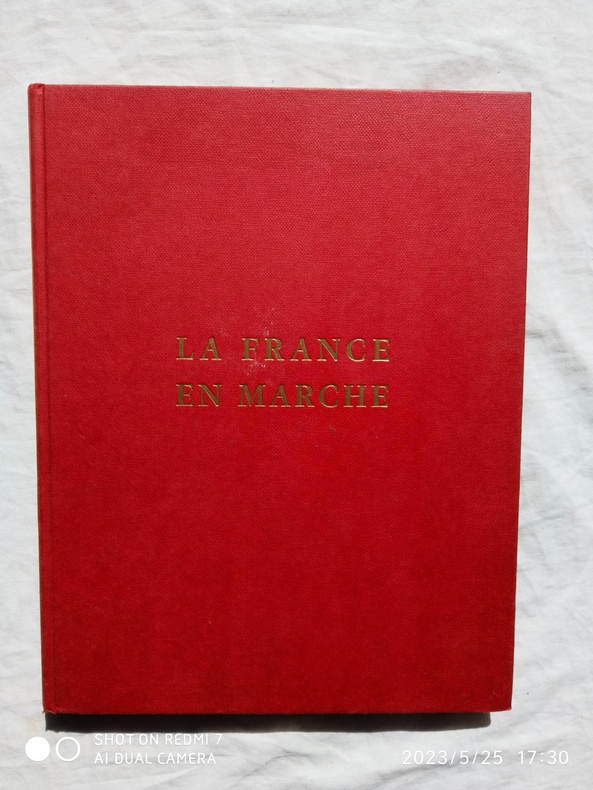 LA FRANCE
EN MARCHE
SHOT ON REDMI 7
AI DUAL CAMERA
2023/5/25 17:30